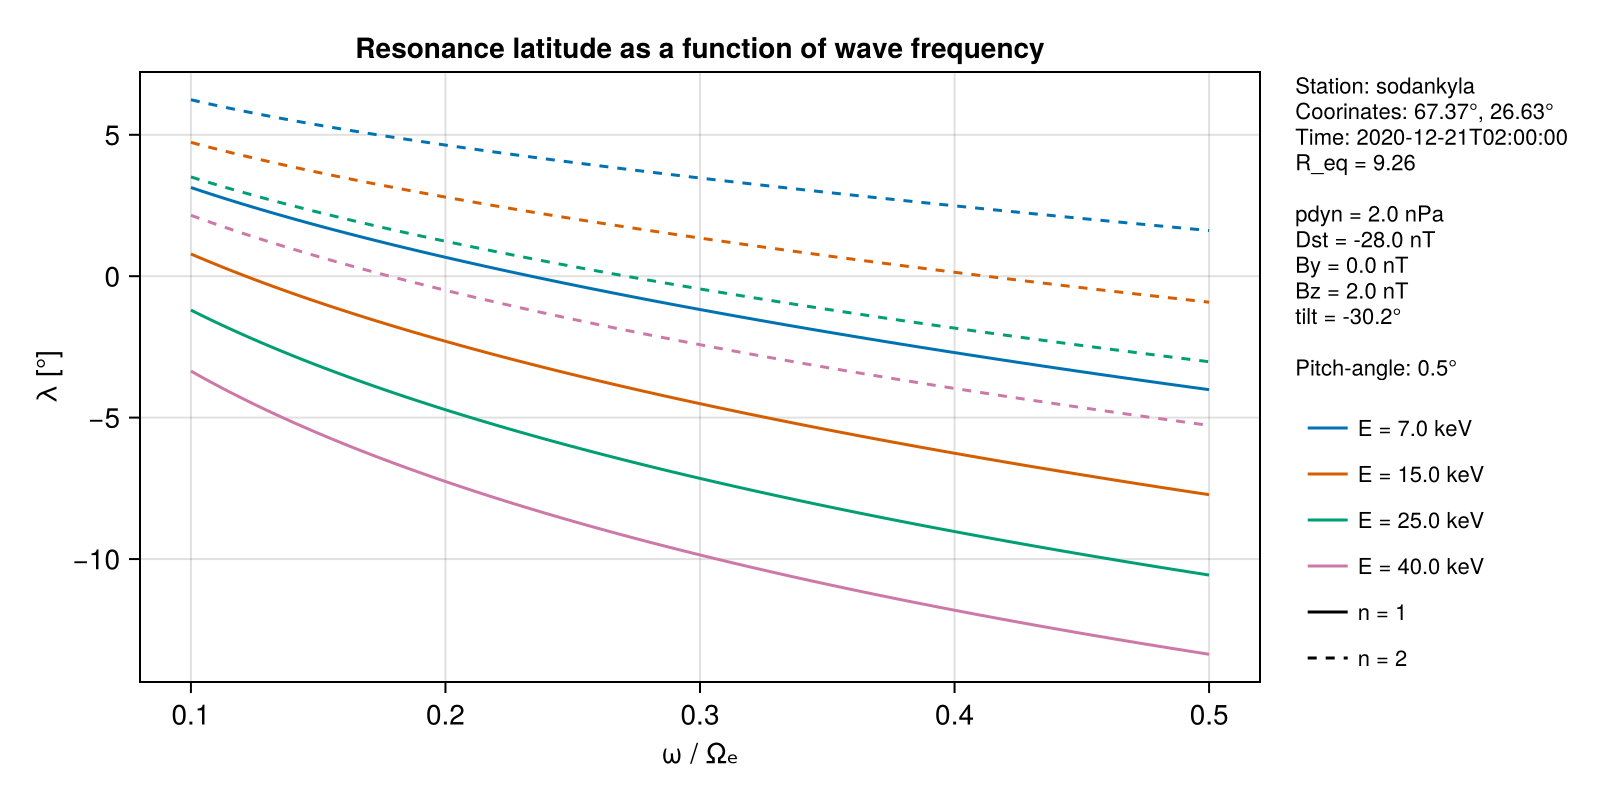 Resonance latitude as a function of wave frequency
λ [°]
5
0
−5
−10
0.1
0.2
0.3
0.4
0.5
ω / Ωₑ
Station: sodankyla
Coorinates: 67.37°, 26.63°
Time: 2020-12-21T02:00:00
R_eq = 9.26
pdyn = 2.0 nPa
Dst = -28.0 nT
By = 0.0 nT
Bz = 2.0 nT
tilt = -30.2°
Pitch-angle: 0.5°
E = 7.0 keV
E = 15.0 keV
E = 25.0 keV
E = 40.0 keV
n = 1
n = 2